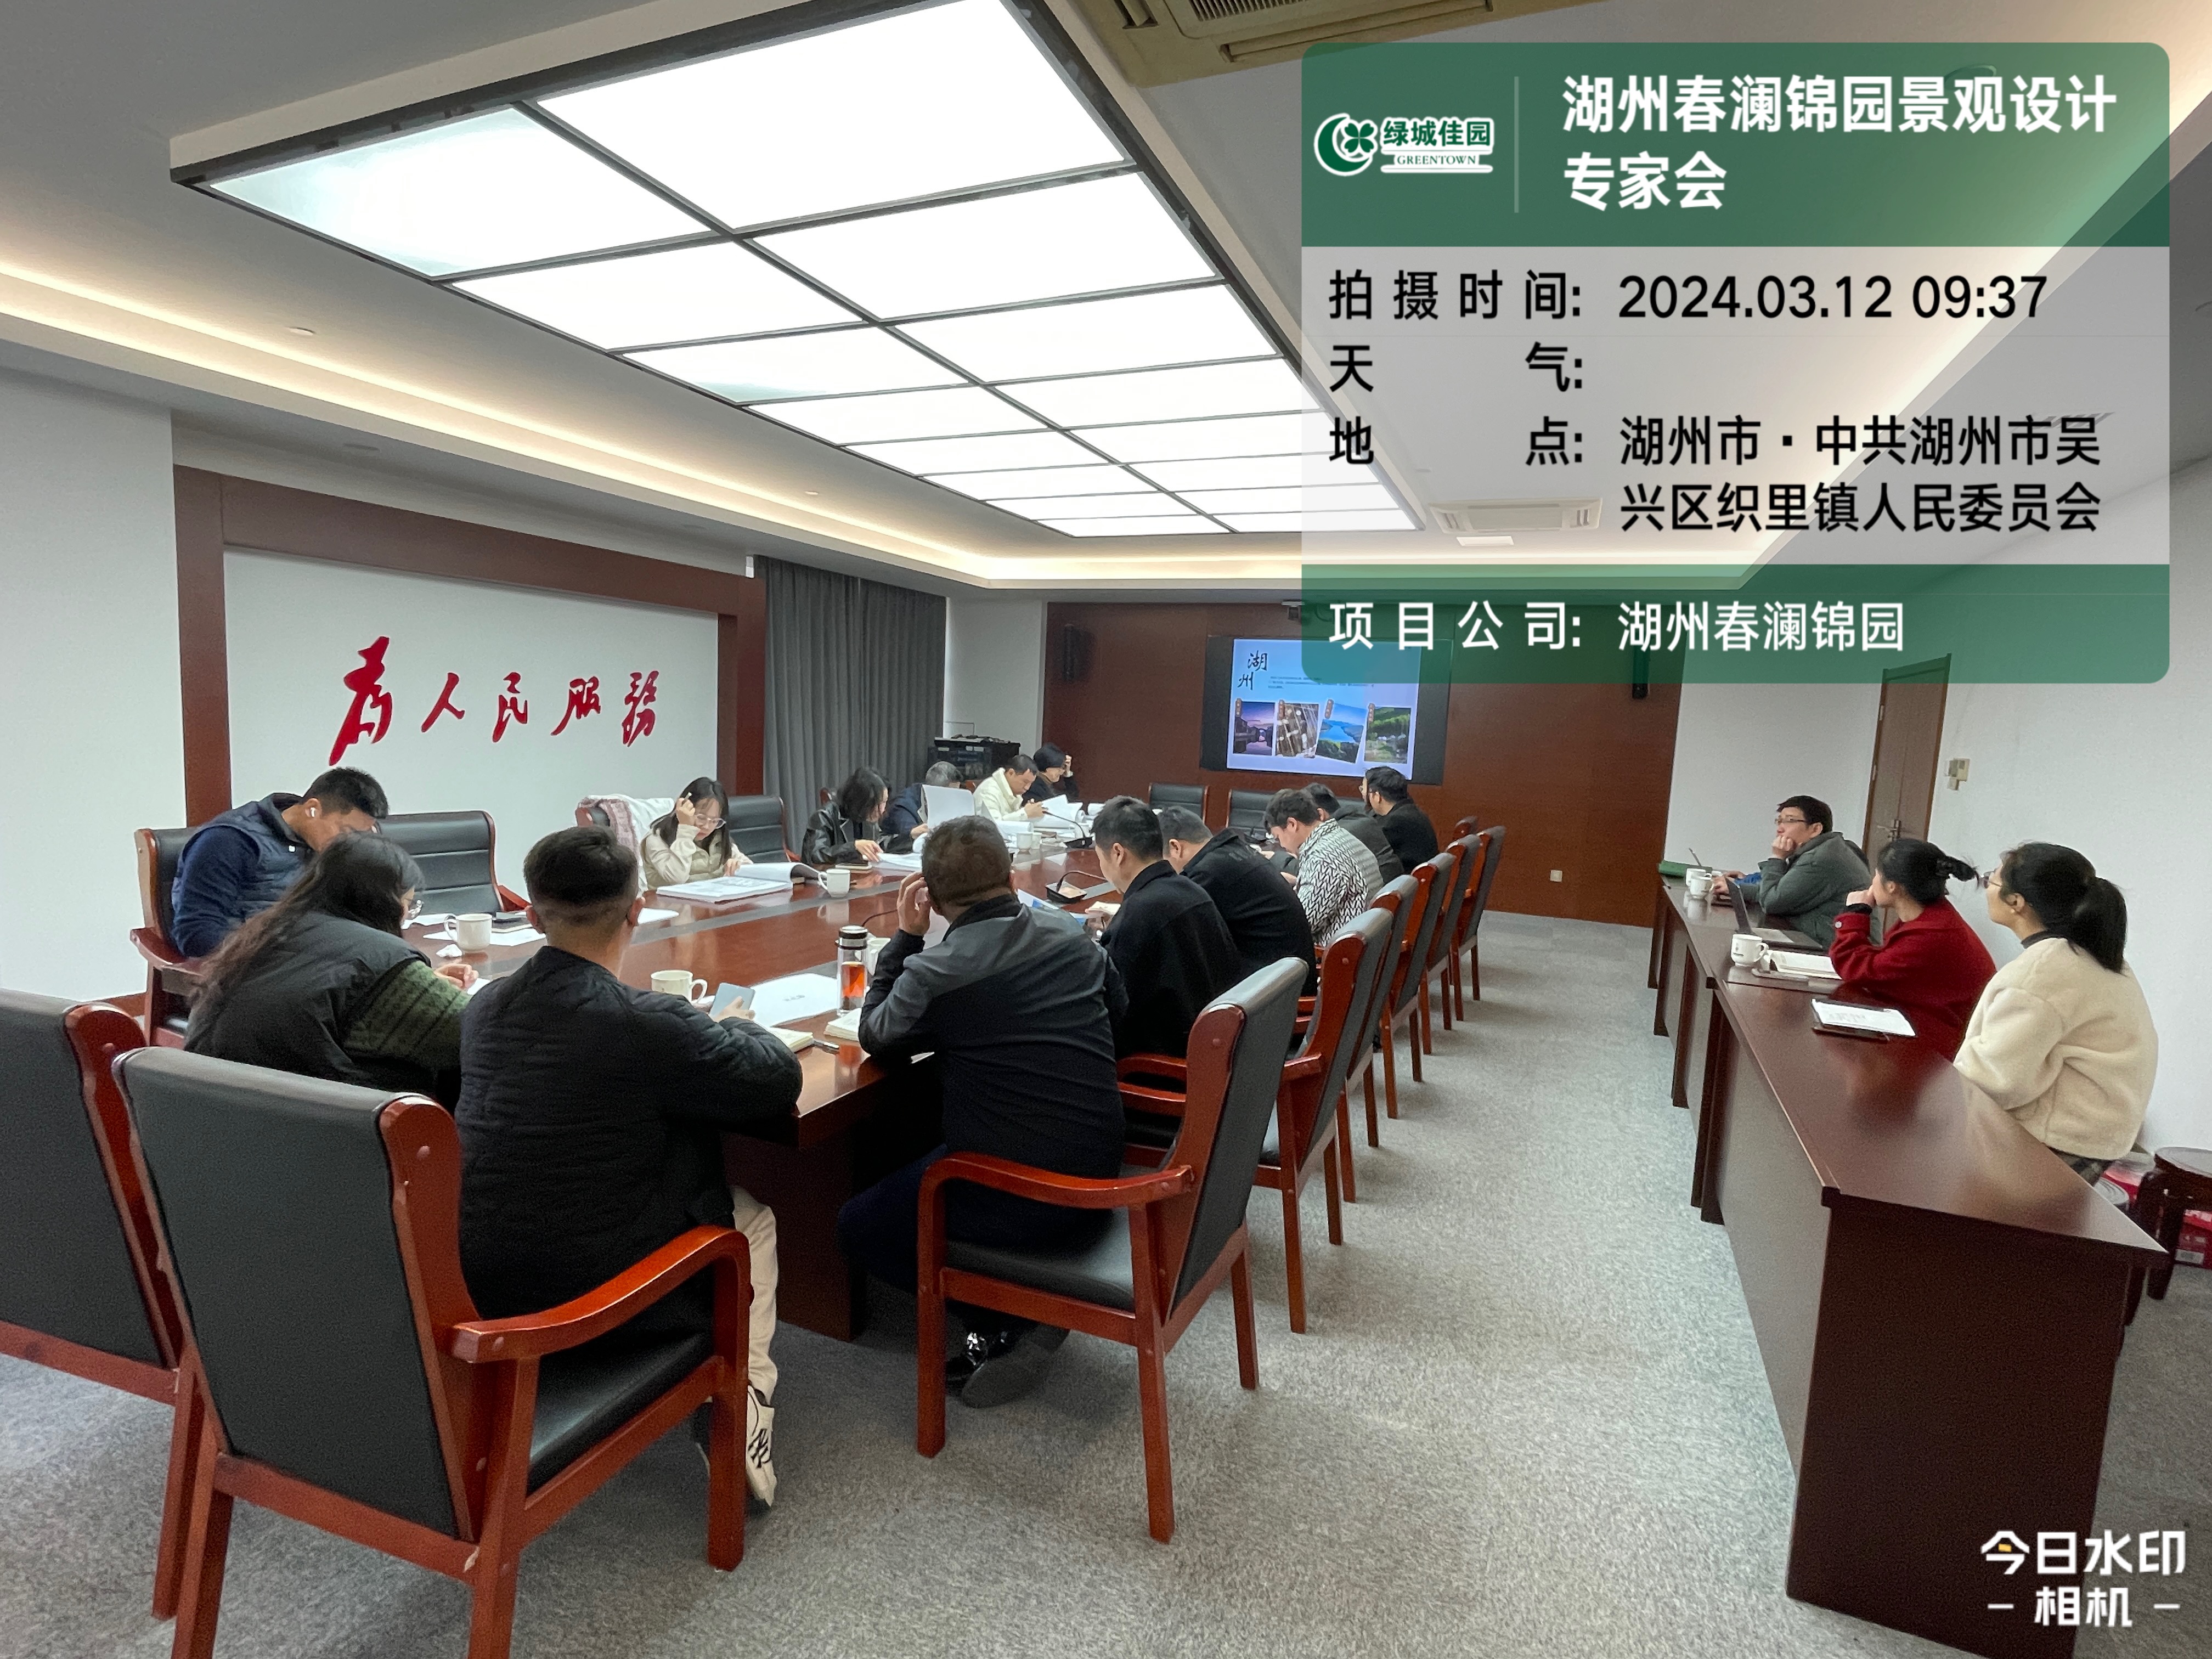 绿城佳园
GREENTOWN
湖州春澜锦园景观设计
专家会
拍摄时间: 2024.03.12 09:37
天气:
地点: 湖州市·中共湖州市吴
兴区织里镇人民委员会
项目公司: 湖州春澜锦园
为人民服务
湖
州
今日水印
- 相机 -